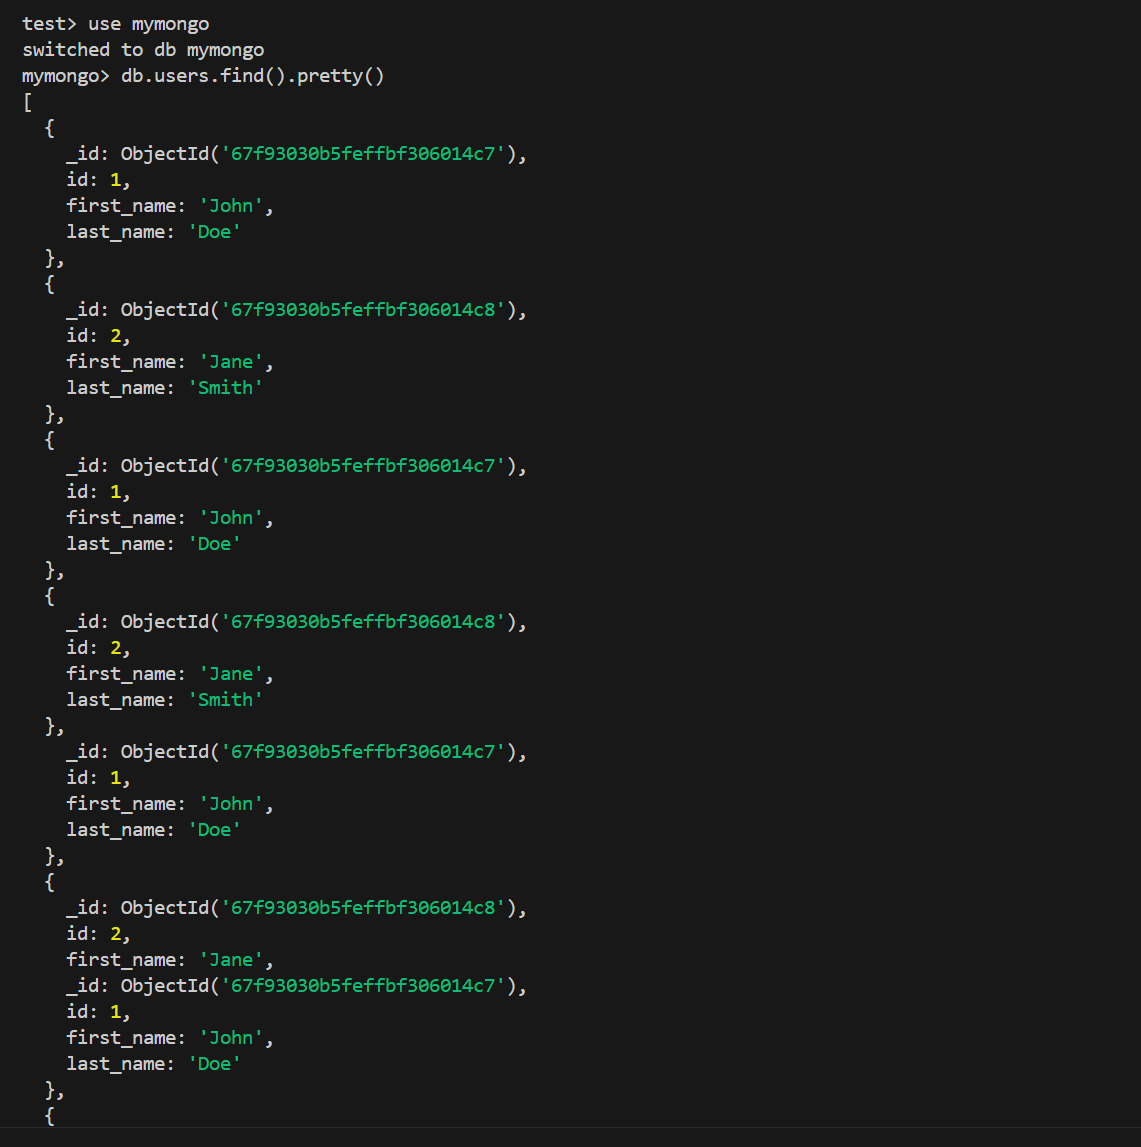 test> use mymongo
switched to db mymongo
mymongo> db.users.find().pretty()
[
  {
    _id: ObjectId('67f93030b5feffbf306014c7'),
    id: 1,
    first_name: 'John',
    last_name: 'Doe'
  },
  {
    _id: ObjectId('67f93030b5feffbf306014c8'),
    id: 2,
    first_name: 'Jane',
    last_name: 'Smith'
  },
  {
    _id: ObjectId('67f93030b5feffbf306014c7'),
    id: 1,
    first_name: 'John',
    last_name: 'Doe'
  },
  {
    _id: ObjectId('67f93030b5feffbf306014c8'),
    id: 2,
    first_name: 'Jane',
    last_name: 'Smith'
  },
    _id: ObjectId('67f93030b5feffbf306014c7'),
    id: 1,
    first_name: 'John',
    last_name: 'Doe'
  },
  {
    _id: ObjectId('67f93030b5feffbf306014c8'),
    id: 2,
    first_name: 'Jane',
    _id: ObjectId('67f93030b5feffbf306014c7'),
    id: 1,
    first_name: 'John',
    last_name: 'Doe'
  },
  {